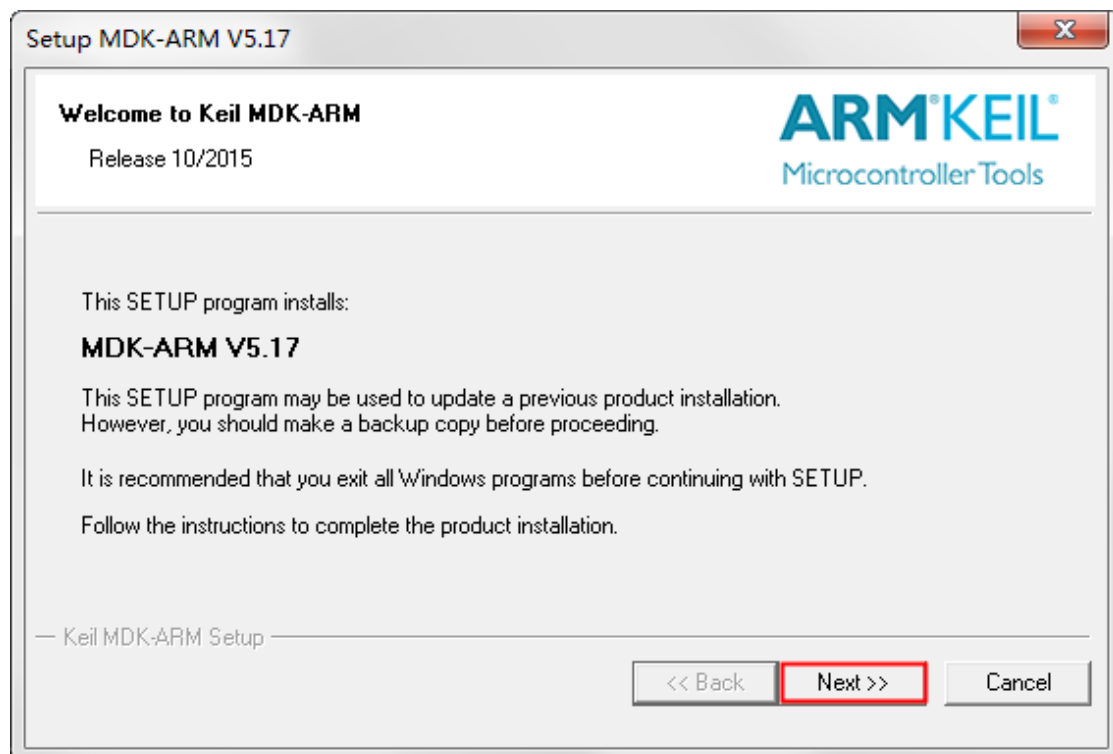 Setup MDK-ARM V5.17
Welcome to Keil MDK-ARM
Release 10/2015
ARM®KEIL®
Microcontroller Tools
This SETUP program installs:
MDK-ARM V5.17
This SETUP program may be used to update a previous product installation.
However, you should make a backup copy before proceeding.
It is recommended that you exit all Windows programs before continuing with SETUP.
Follow the instructions to complete the product installation.
Keil MDK-ARM Setup
<< Back
Next >>
Cancel